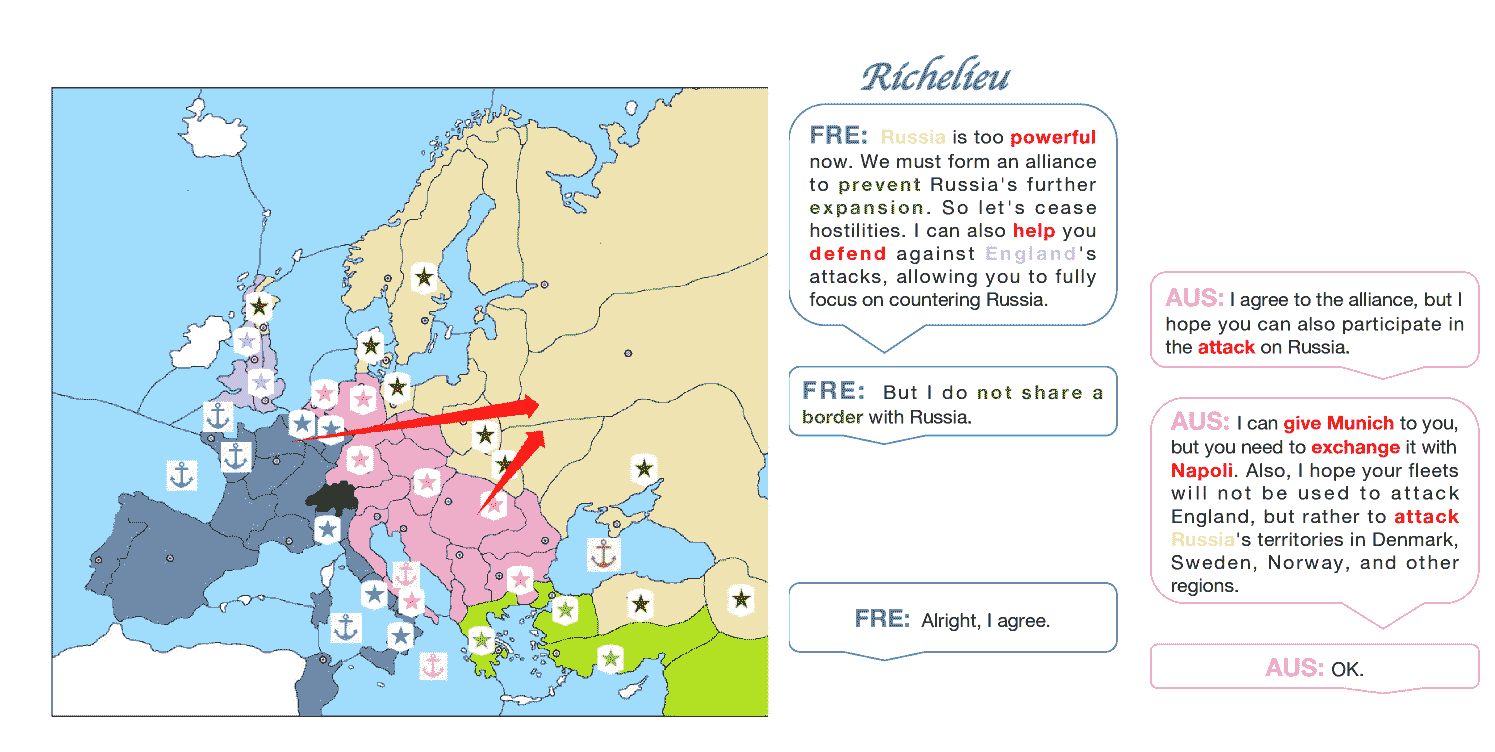 Richelieu
FRE: Russia is too powerful
now. We must form an alliance
to prevent Russia's further
expansion. So let's cease
hostilities. I can also help you
defend against England's
attacks, allowing you to fully
focus on countering Russia.
AUS: I agree to the alliance, but I
hope you can also participate in
the attack on Russia.
FRE: But I do not share a
border with Russia.
AUS: I can give Munich to you,
but you need to exchange it with
Napoli. Also, I hope your fleets
will not be used to attack
England, but rather to attack
Russia's territories in Denmark,
Sweden, Norway, and other
regions.
FRE: Alright, I agree.
AUS: OK.